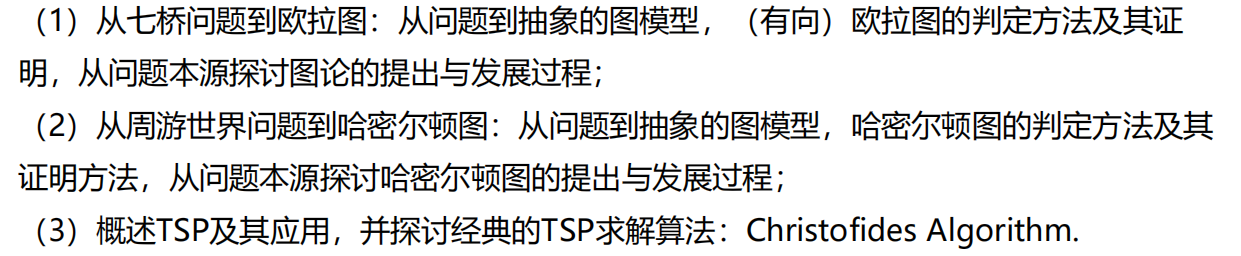 （1）从七桥问题到欧拉图：从问题到抽象的图模型，（有向）欧拉图的判定方法及其证
明，从问题本源探讨图论的提出与发展过程；
（2）从周游世界问题到哈密尔顿图：从问题到抽象的图模型，哈密尔顿图的判定方法及其
证明方法，从问题本源探讨哈密尔顿图的提出与发展过程；
（3）概述TSP及其应用，并探讨经典的TSP求解算法：Christofides Algorithm.